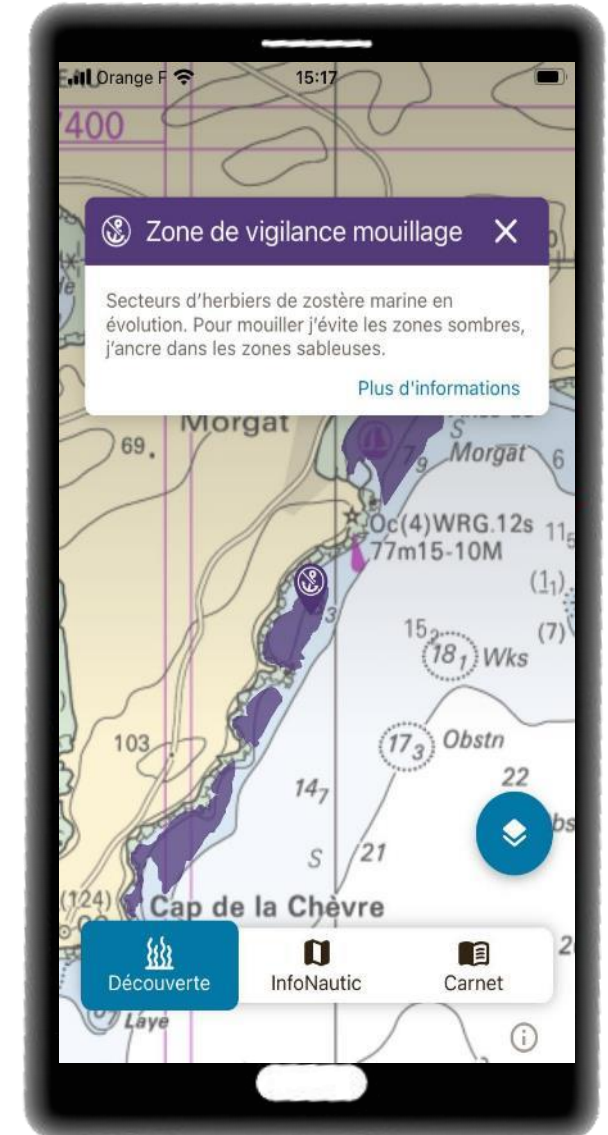 Orange F
15:17
7400
Zone de vigilance mouillage
Secteurs d'herbiers de zostère marine en
évolution. Pour mouiller j'évite les zones sombres,
j'ancre dans les zones sableuses.
Plus d'informations
Morgat
69.
S
79
Morgat
6
Oc(4)WRG.12s
77m15-10M
115
(11)
3
152
(181) Wks
(7)
103
(173) Obstn
147
22
S
21
(124)
Cap de la Chèvre
Découverte
InfoNautic
Carnet
2
Laye